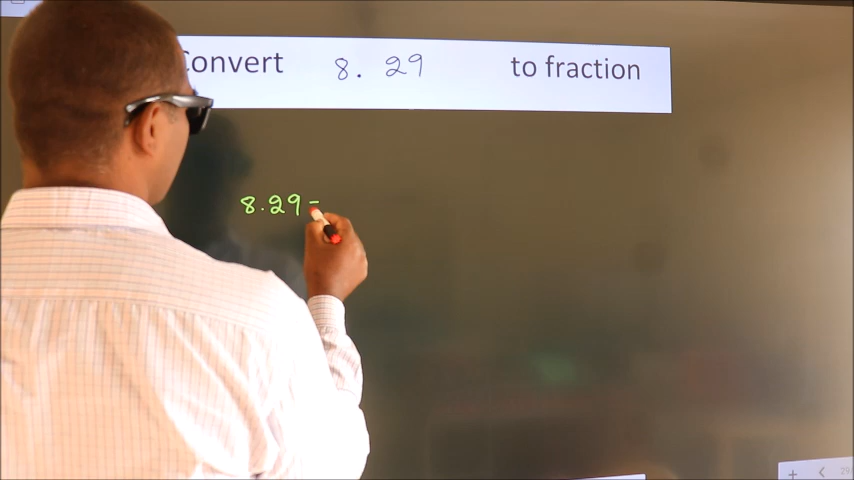 Convert 8. 29 to fraction
8.29 =